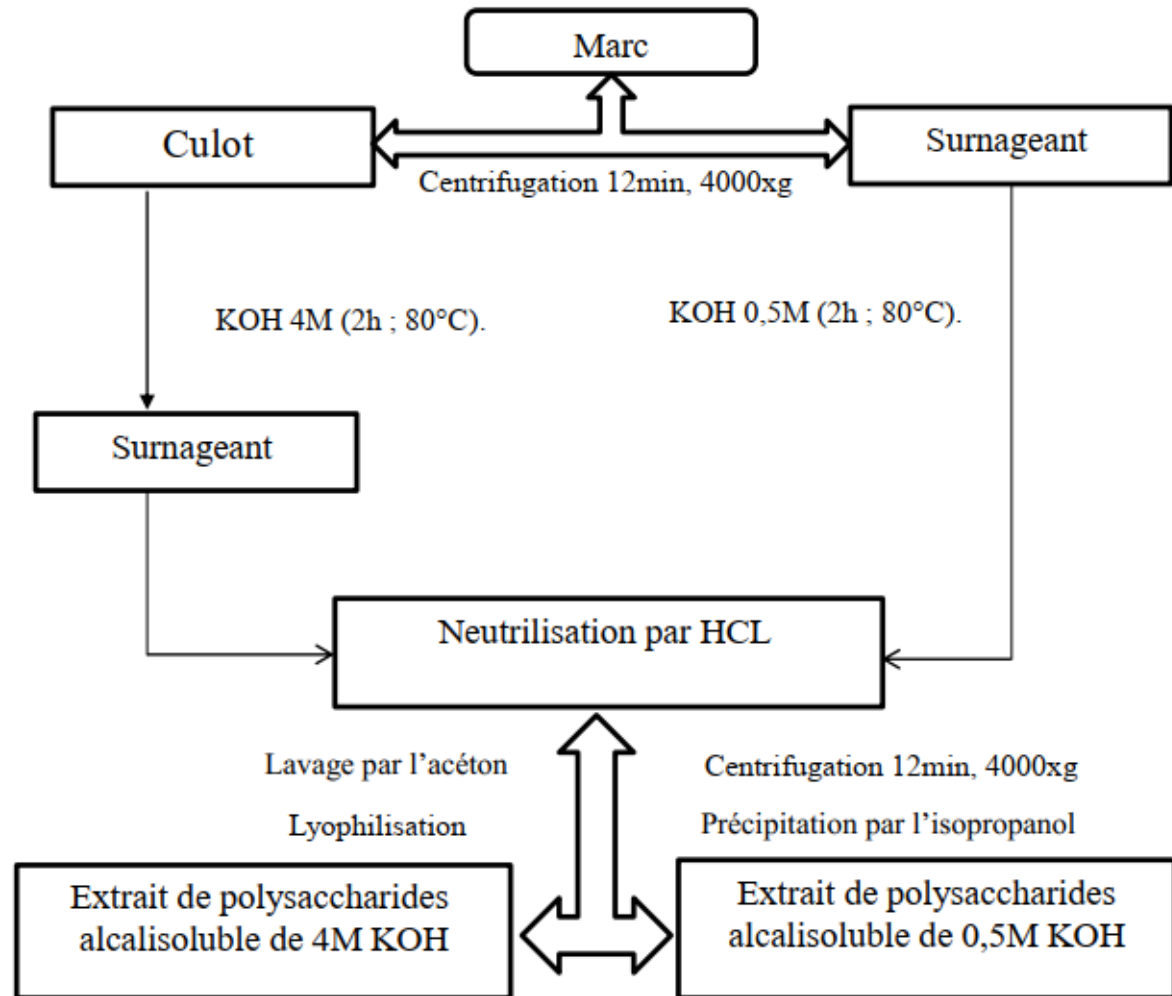 Marc
Culot
Surnageant
Centrifugation 12min, 4000xg
KOH 4M (2h ; 80°C).
KOH 0,5M (2h ; 80°C).
Surnageant
Neutrilisation par HCL
Lavage par l’acéton
Centrifugation 12min, 4000xg
Lyophilisation
Précipitation par l’isopropanol
Extrait de polysaccharides
alcalisoluble de 4M KOH
Extrait de polysaccharides
alcalisoluble de 0,5M KOH